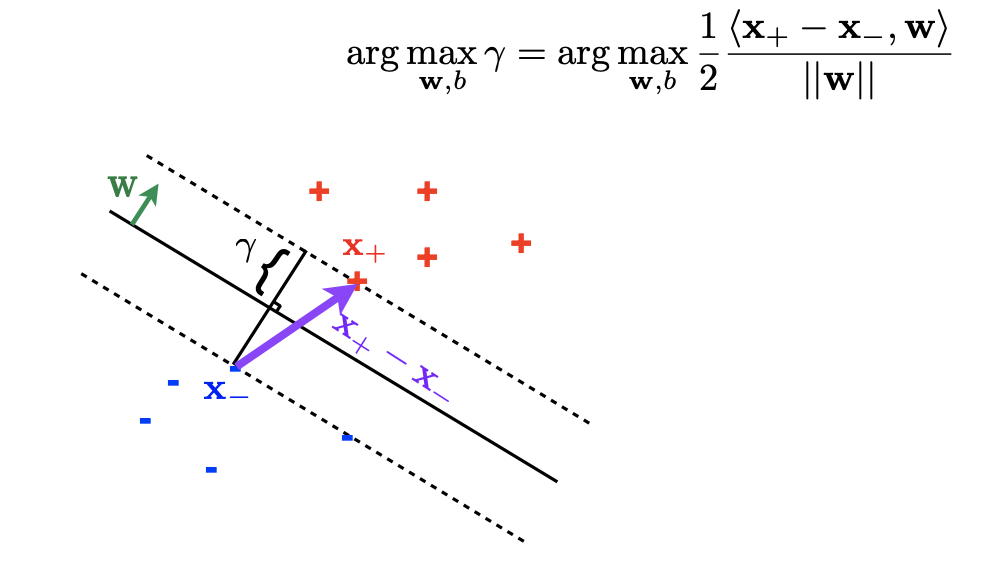 arg max_{w,b} γ = arg max_{w,b} 1/2 ⟨x₊ − x₋, w⟩ / ||w||
w
γ {
x₊
x₊ − x₋
x₋